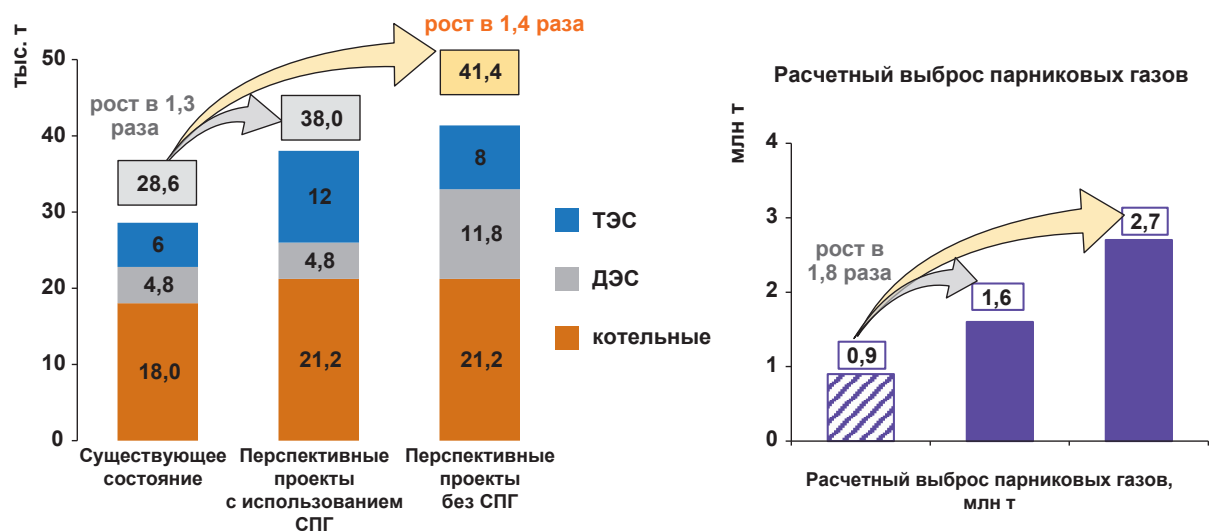 тыс. т
50
40
30
20
10
0
рост в 1,4 раза
рост в 1,3
раза
41,4
38,0
28,6
6
4,8
18,0
12
4,8
21,2
8
11,8
21,2
Существующее
состояние
Перспективные
проекты
с использованием
СПГ
Перспективные
проекты
без СПГ
ТЭС
ДЭС
котельные
Расчетный выброс парниковых газов
млн т
4
3
2
1
0
рост в
1,8 раза
0,9
1,6
2,7
Расчетный выброс парниковых газов,
млн т